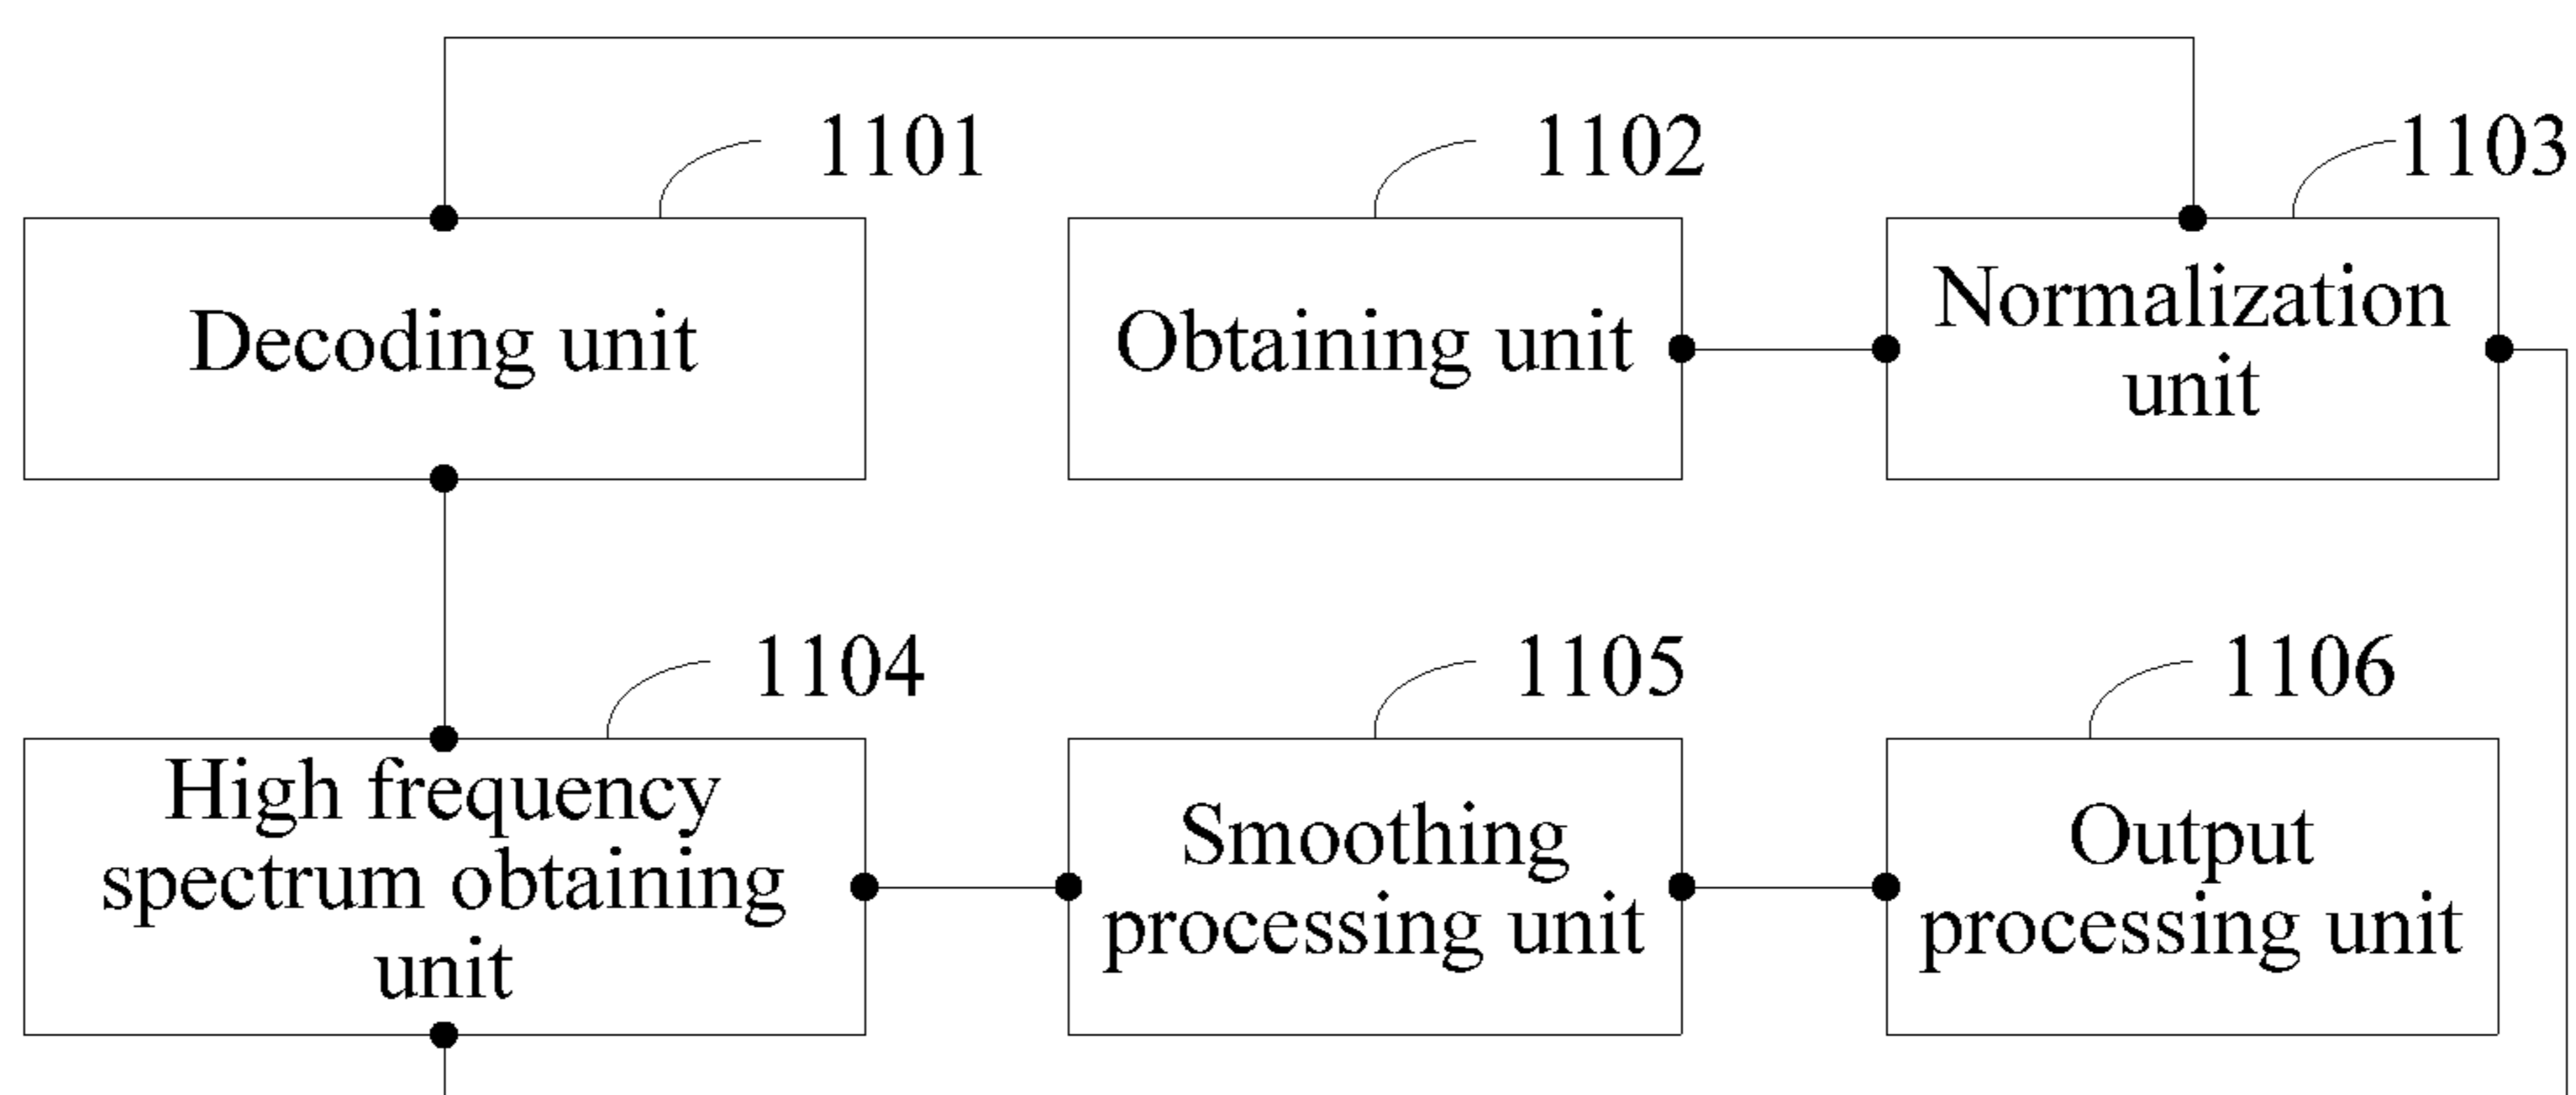 1101
1102
1103
Decoding unit
Obtaining unit
Normalization
unit
1104
1105
1106
High frequency
spectrum obtaining
unit
Smoothing
processing unit
Output
processing unit